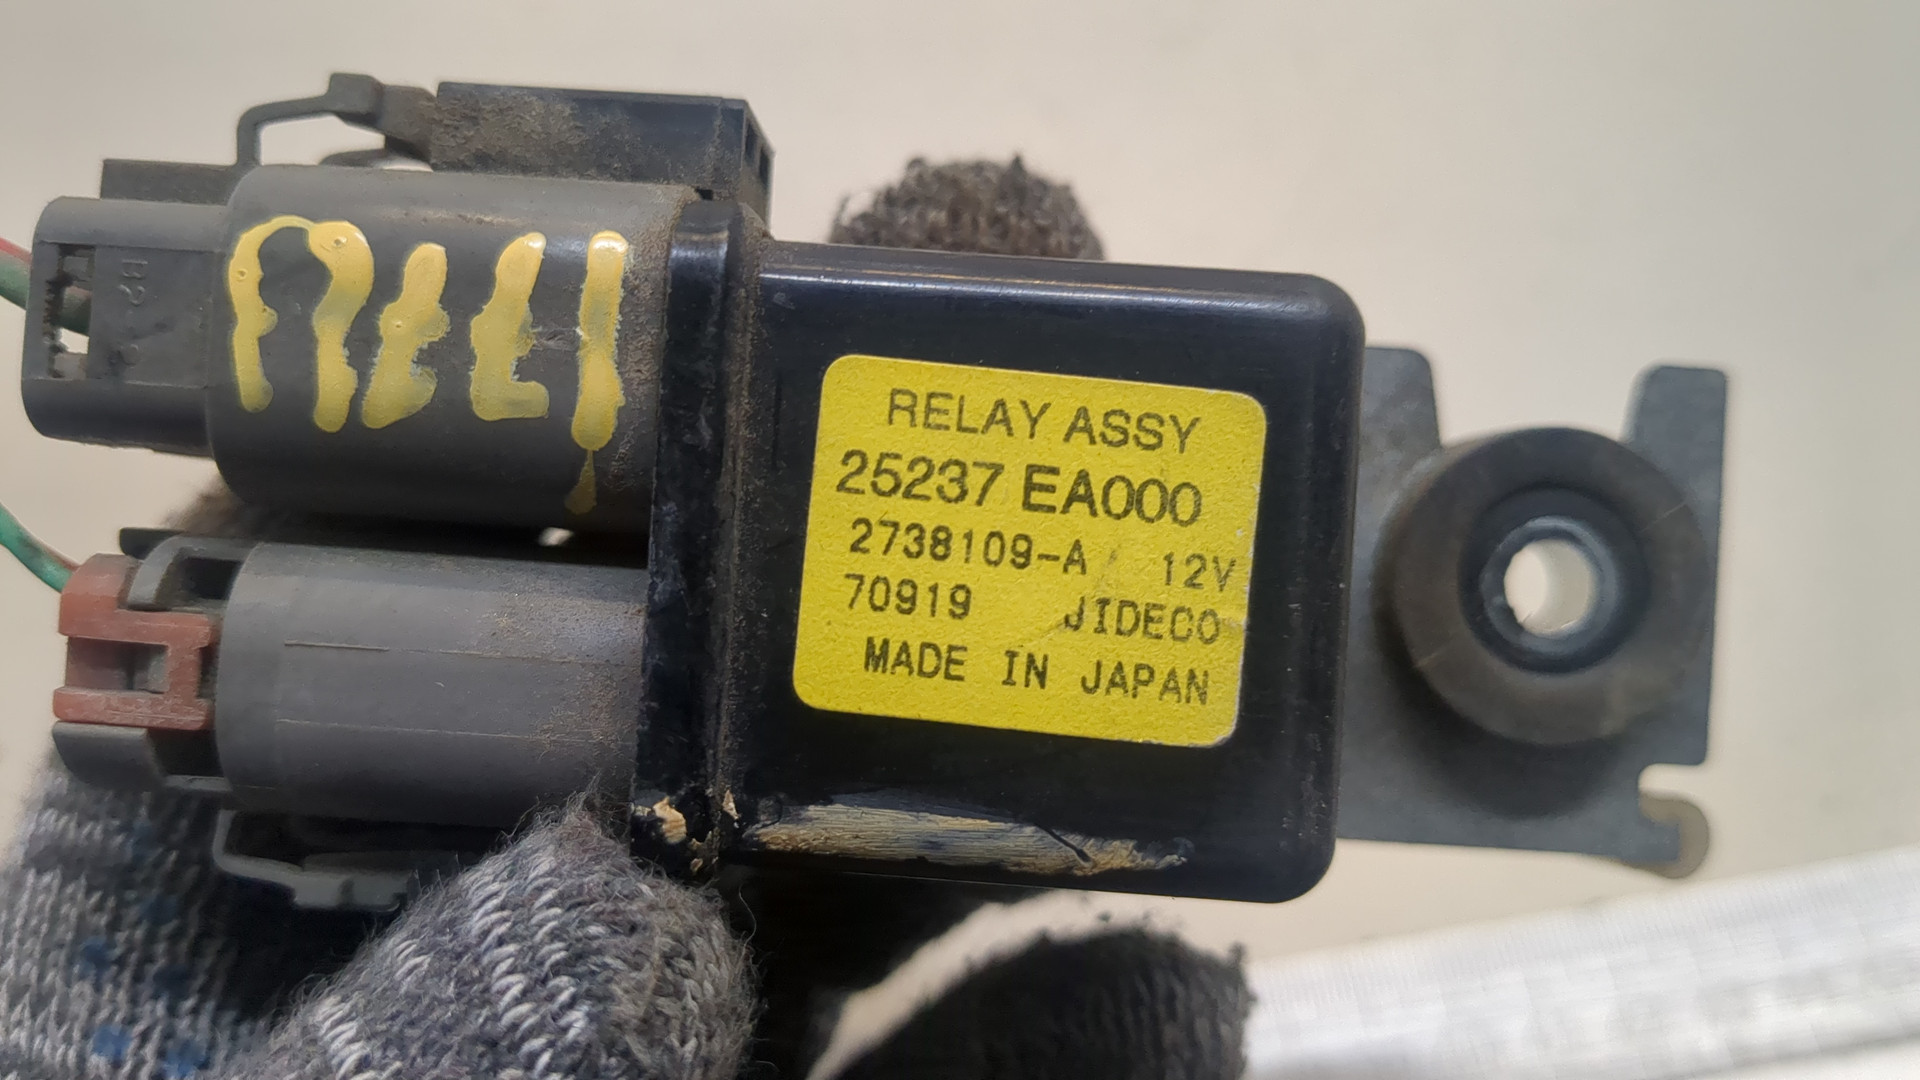 RELAY ASSY
25237 EA000
2738109-A 12V
70919 JIDECO
MADE IN JAPAN